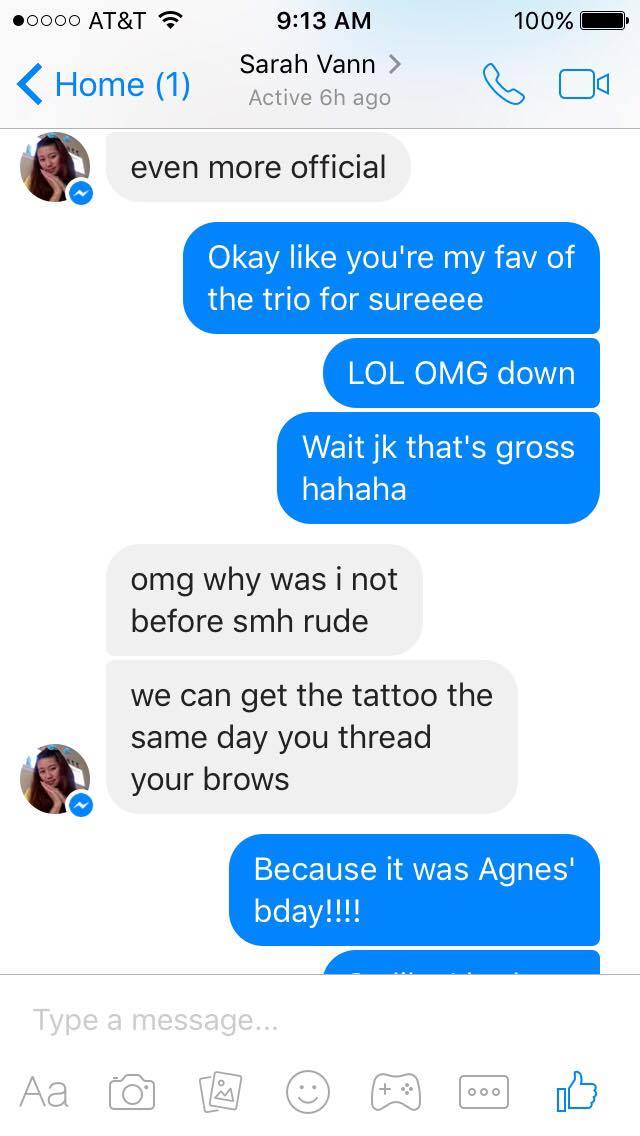 AT&T 9:13 AM 100%
Home (1) Sarah Vann
Active 6h ago
even more official
Okay like you're my fav of
the trio for sureeee
LOL OMG down
Wait jk that's gross
hahaha
omg why was i not
before smh rude
we can get the tattoo the
same day you thread
your brows
Because it was Agnes'
bday!!!!
Type a message...
Aa